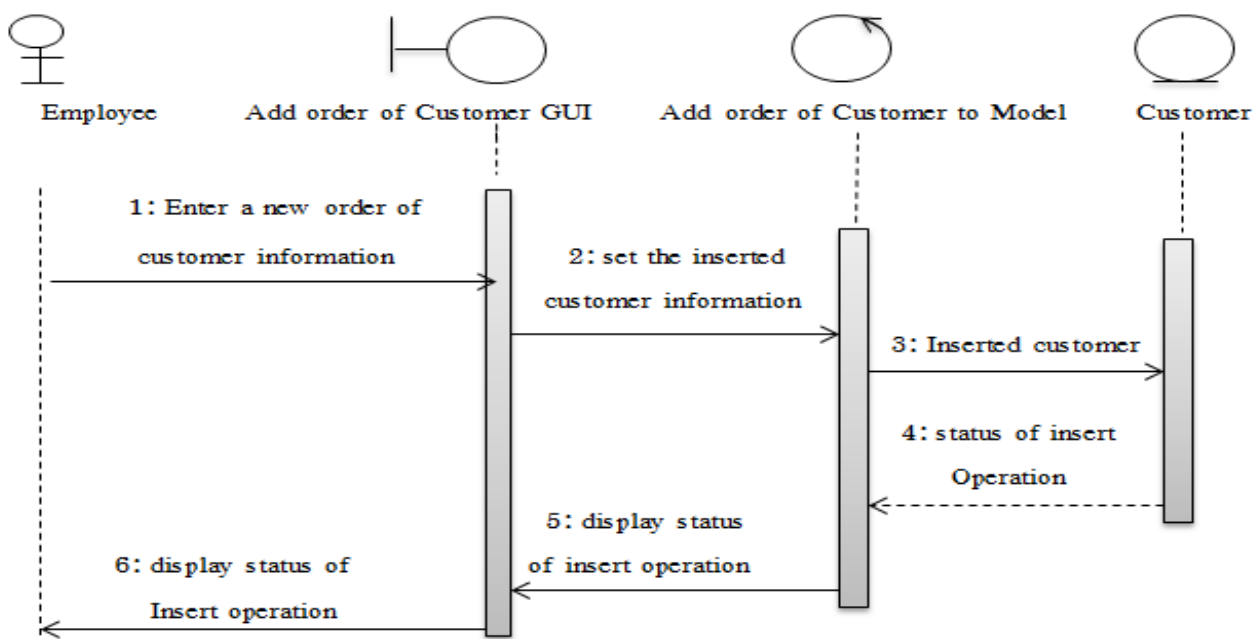 Employee
Add order of Customer GUI
Add order of Customer to Model
Customer
1: Enter a new order of
customer information
2: set the inserted
customer information
3: Inserted customer
4: status of insert
Operation
5: display status
of insert operation
6: display status of
Insert operation